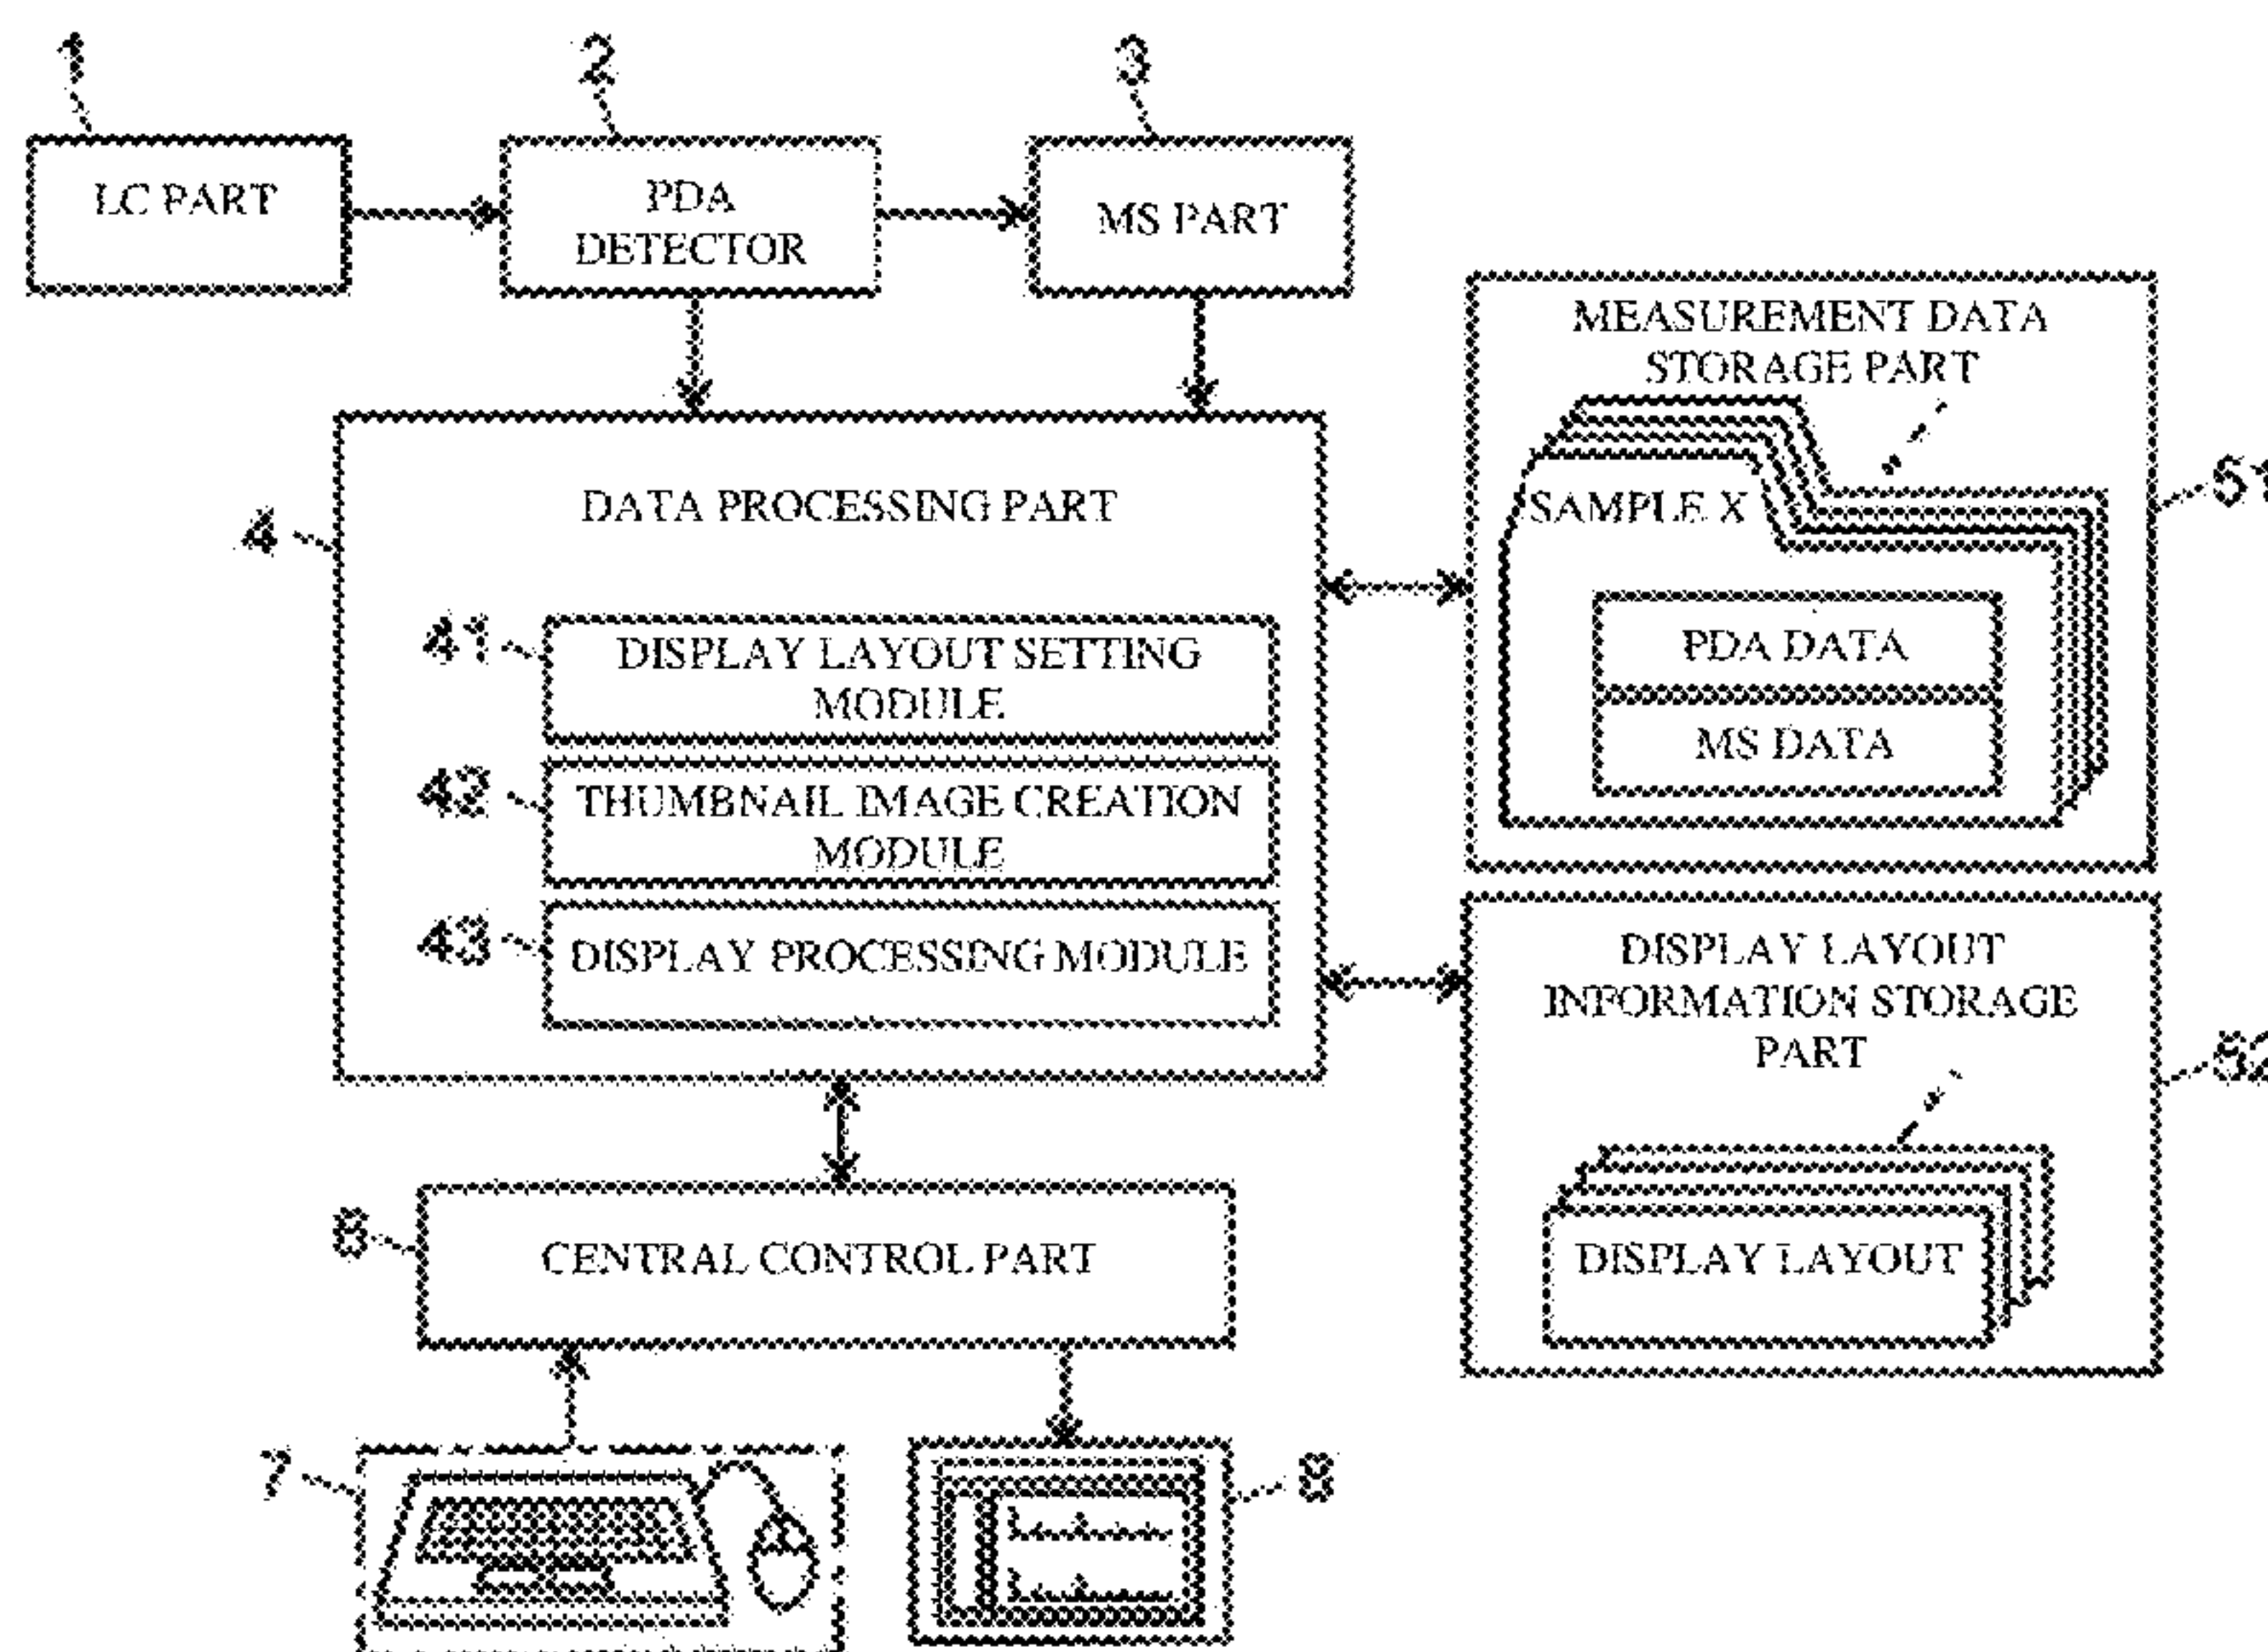 1
2
3
LC PART
PDA
DETECTOR
MS PART
MEASUREMENT DATA
STORAGE PART
4
DATA PROCESSING PART
SAMPLE X
51
41
DISPLAY LAYOUT SETTING
MODULE
PDA DATA
MS DATA
42
THUMBNAIL IMAGE CREATION
MODULE
43
DISPLAY PROCESSING MODULE
DISPLAY LAYOUT
INFORMATION STORAGE
PART
52
CENTRAL CONTROL PART
DISPLAY LAYOUT
7
8